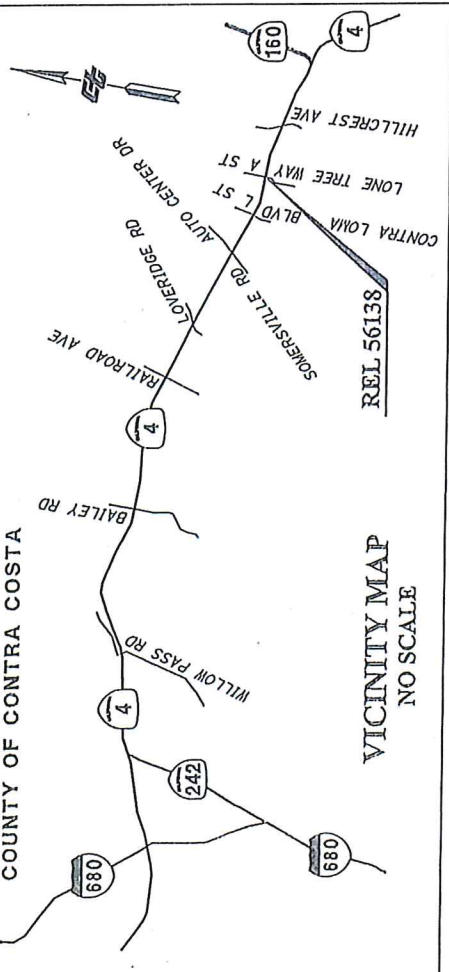 COUNTY OF CONTRA COSTA
680
242
680
4
WILLOW PASS RD
BAILEY RD
4
RAILROAD AVE
LOVERIDGE RD
SOMERSVILLE RD
AUTO CENTER DR
CONTRA LOMA
BLVD L ST
LONE TREE WAY A ST
HILLCREST AVE
160
4
REL 56138
VICINITY MAP
NO SCALE